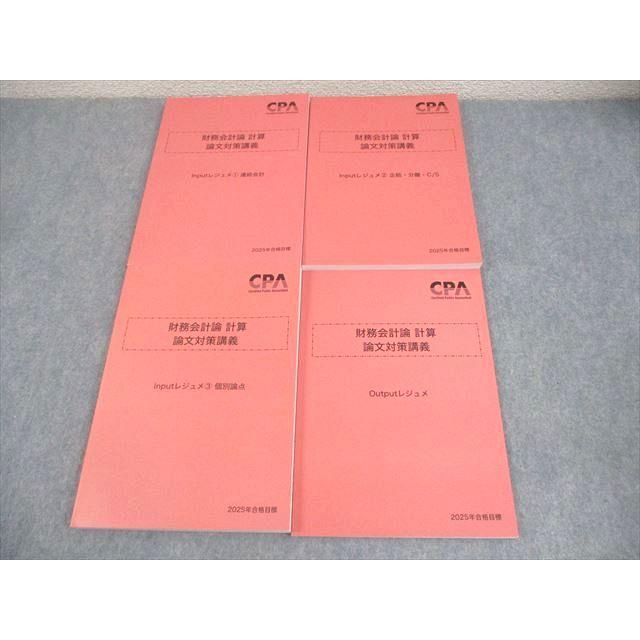 CPA
財務会計論 計算
論文対策講義
Inputレジュメ① 連結会計
2025年合格目標
CPA
財務会計論 計算
論文対策講義
Inputレジュメ② 企結・分離・C/S
2025年合格目標
CPA
Certified Public Accountant
財務会計論 計算
論文対策講義
Inputレジュメ③ 個別論点
2025年合格目標
CPA
Certified Public Accountant
財務会計論 計算
論文対策講義
Outputレジュメ
2025年合格目標